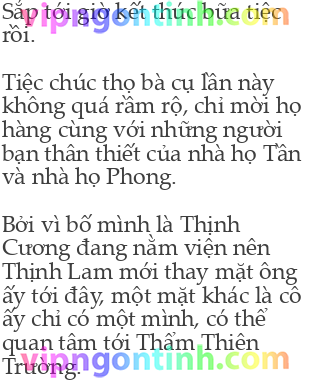 Sắp tới giờ kết thúc bữa tiệc
rồi.
Tiệc chúc thọ bà cụ lần này
không quá rầm rộ, chỉ mời họ
hàng cùng với những người
bạn thân thiết của nhà họ Tần
và nhà họ Phong.
Bởi vì bố mình là Thịnh
Cương đang nằm viện nên
Thịnh Lam mới thay mặt ông
ấy tới đây, một mặt khác là cô
ấy chỉ có một mình, có thể
quan tâm tới Thẩm Thiên
Trường.
vipngontinh.com
vipngontinh.com